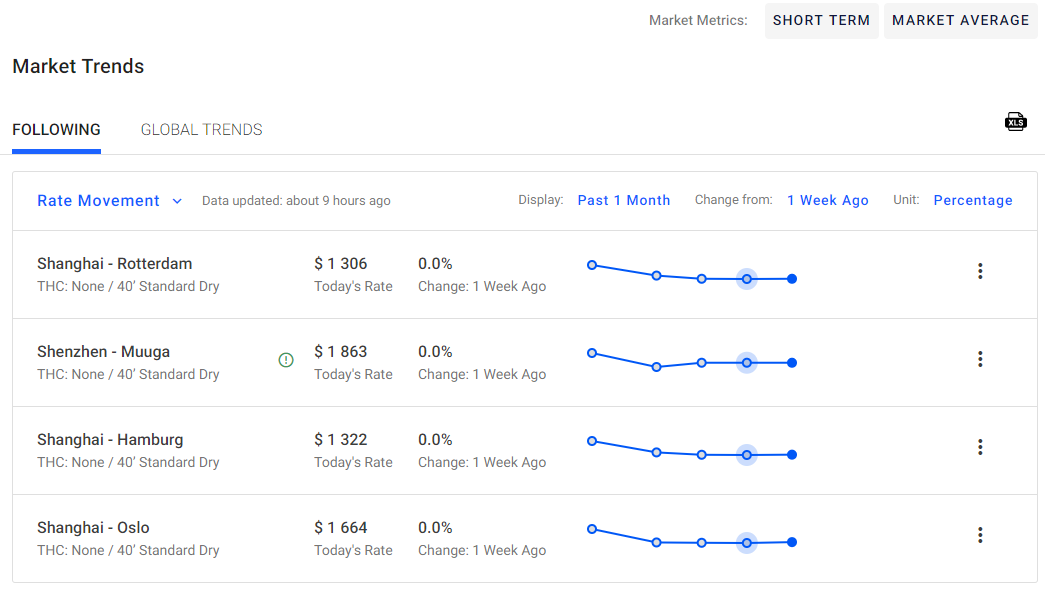 Market Metrics: SHORT TERM MARKET AVERAGE
Market Trends
FOLLOWING GLOBAL TRENDS
XLS
Rate Movement Data updated: about 9 hours ago Display: Past 1 Month Change from: 1 Week Ago Unit: Percentage
Shanghai - Rotterdam $ 1 306 0.0%
THC: None / 40’ Standard Dry Today's Rate Change: 1 Week Ago
Shenzhen - Muuga $ 1 863 0.0%
THC: None / 40’ Standard Dry Today's Rate Change: 1 Week Ago
Shanghai - Hamburg $ 1 322 0.0%
THC: None / 40’ Standard Dry Today's Rate Change: 1 Week Ago
Shanghai - Oslo $ 1 664 0.0%
THC: None / 40’ Standard Dry Today's Rate Change: 1 Week Ago